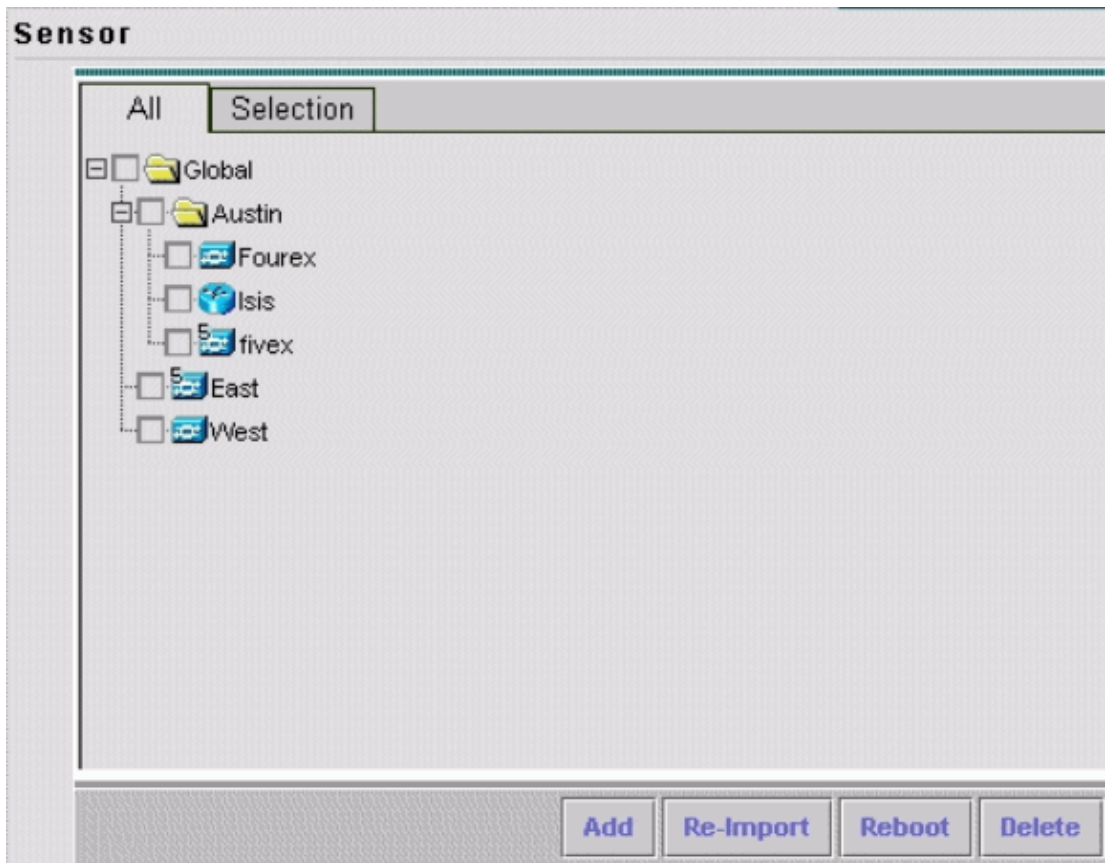 Sensor
All Selection
Global
Austin
Fourex
Isis
5 fivex
5 East
West
Add Re-Import Reboot Delete